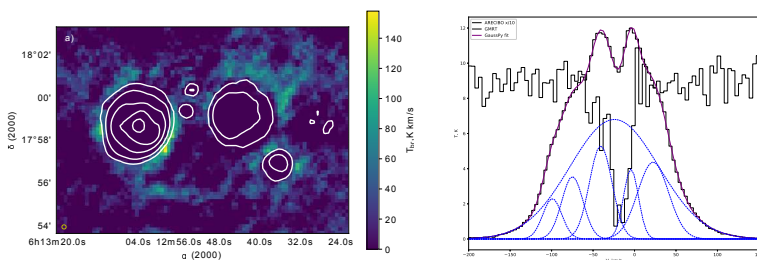 a)
18°02'
00'
17°58'
56'
54'
δ (2000)
6h13m20.0s 04.0s 12m56.0s 48.0s 40.0s 32.0s 24.0s
α (2000)
140
120
100
80
60
40
20
0
T_br, K km/s
ARECIBO x/10
GMRT
GaussPy fit
12
10
8
6
4
2
0
T, K
−200 −150 −100 −50 0 50 100